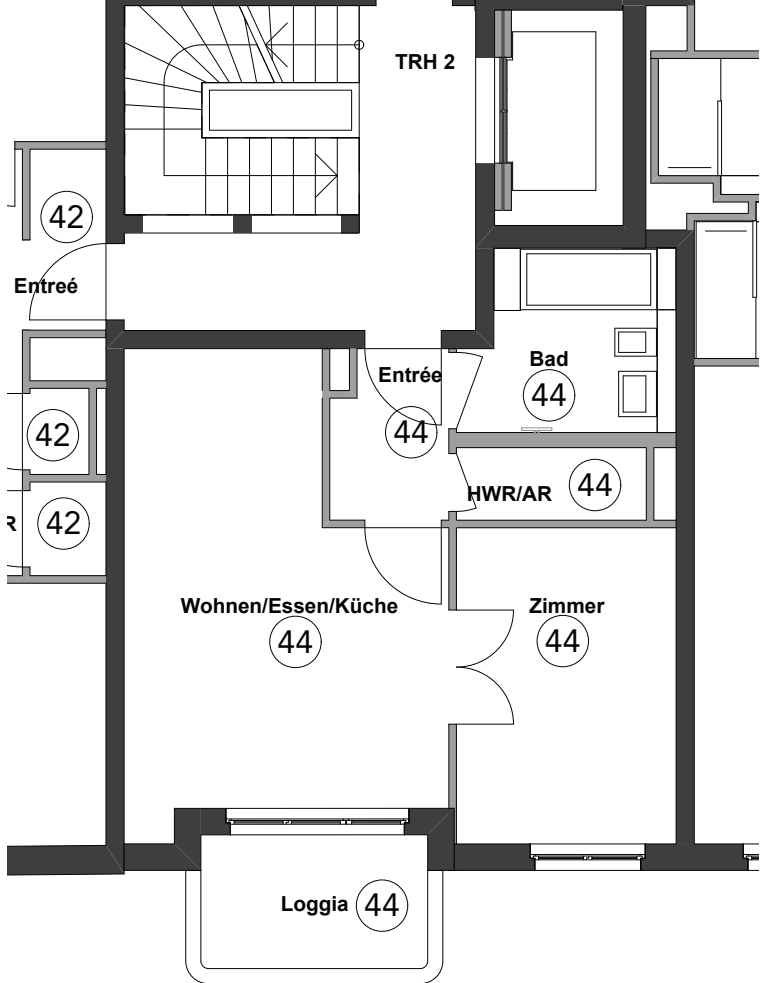 TRH 2
42
Entreé
Entrée
44
Bad
44
42
HWR/AR
44
R
42
Wohnen/Essen/Küche
44
Zimmer
44
Loggia
44